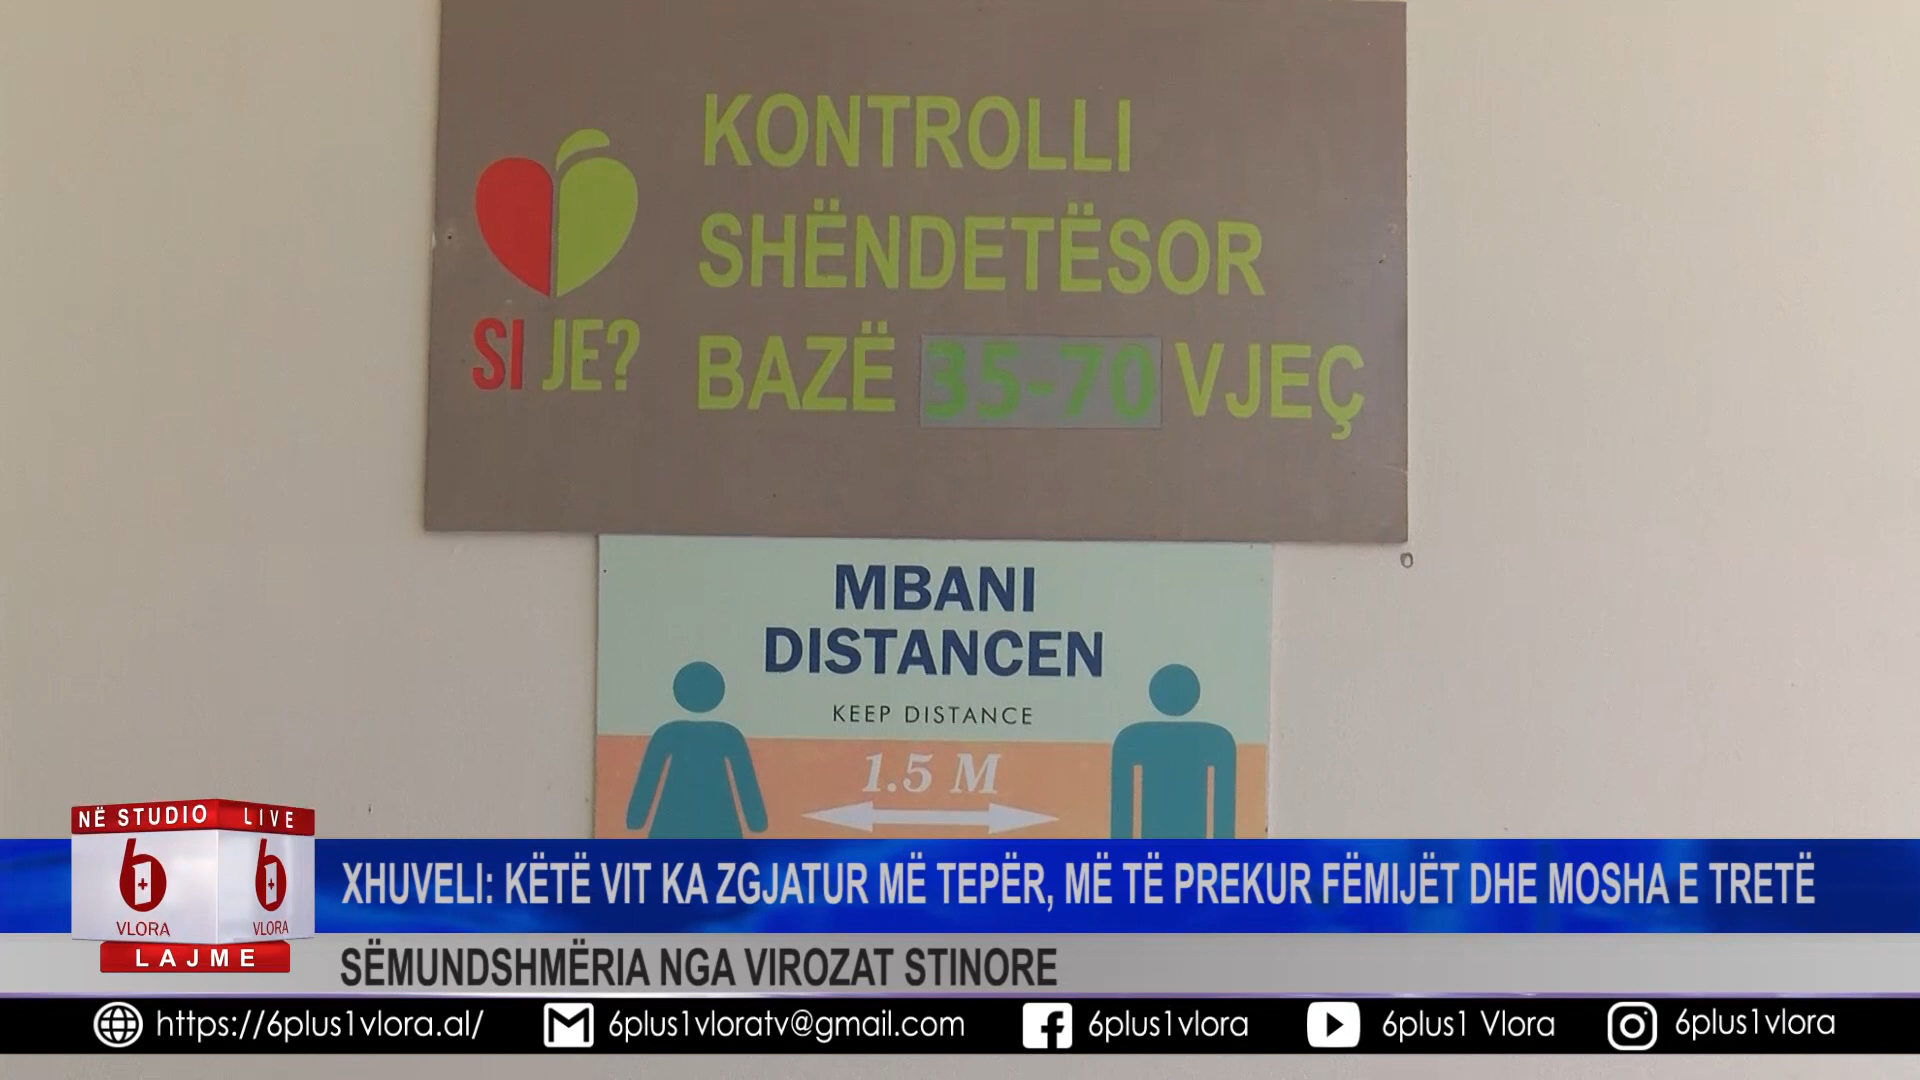 KONTROLLI
SHËNDETËSOR
BAZË 35-70 VJEÇ
SI JE?
MBANI
DISTANCEN
KEEP DISTANCE
1.5 M
NË STUDIO LIVE
6+1 6+1
VLORA VLORA
LAJME
XHUVELI: KËTË VIT KA ZGJATUR MË TEPËR, MË TË PREKUR FËMIJËT DHE MOSHA E TRETË
SËMUNDSHMËRIA NGA VIROZAT STINORE
https://6plus1vlora.al/ 6plus1vloratv@gmail.com 6plus1vlora 6plus1 Vlora 6plus1vlora